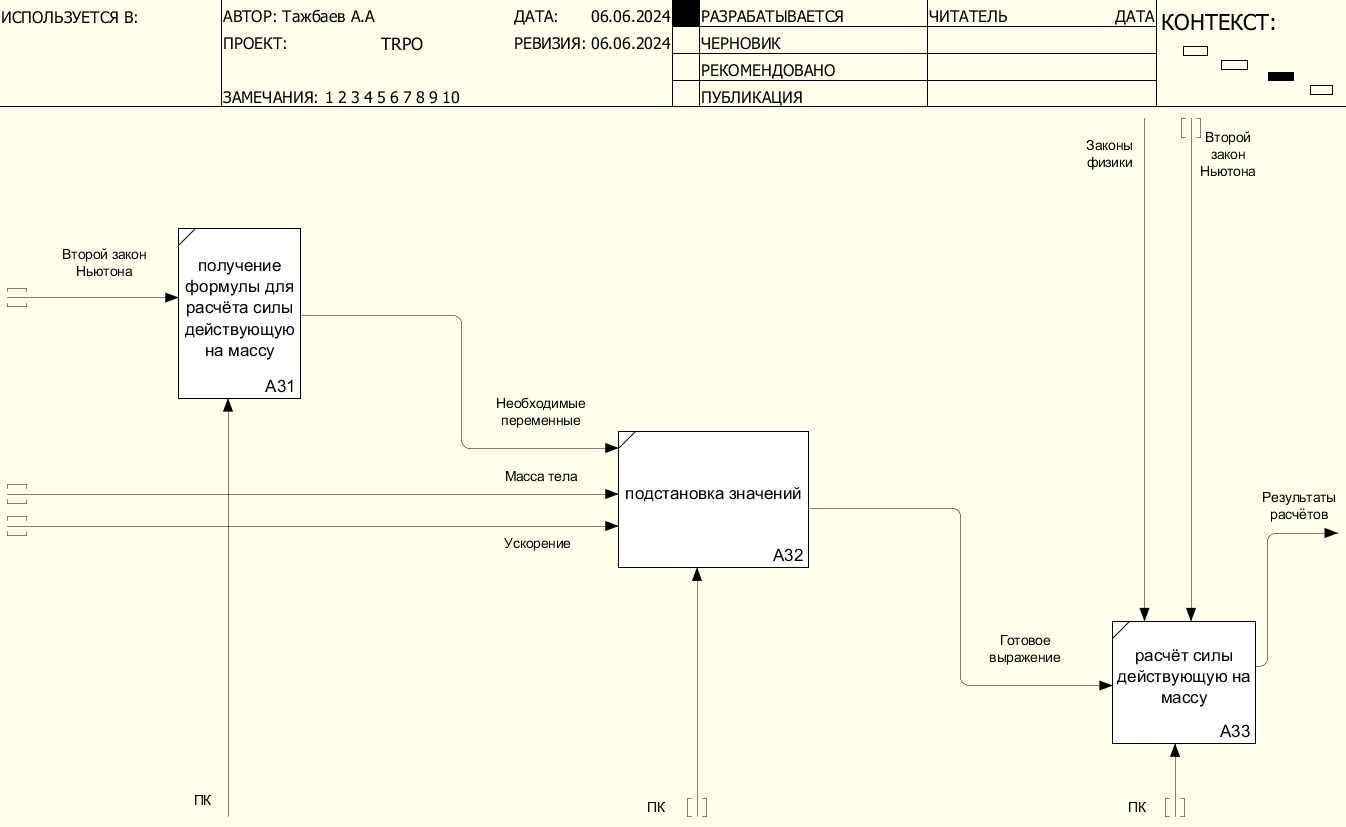 ИСПОЛЬЗУЕТСЯ В:
АВТОР: Тажбаев А.А
ДАТА: 06.06.2024
ПРОЕКТ: TRPO
РЕВИЗИЯ: 06.06.2024
ЗАМЕЧАНИЯ: 1 2 3 4 5 6 7 8 9 10
РАЗРАБАТЫВАЕТСЯ
ЧЕРНОВИК
РЕКОМЕНДОВАНО
ПУБЛИКАЦИЯ
ЧИТАТЕЛЬ
ДАТА
КОНТЕКСТ:
Законы
физики
Второй
закон
Ньютона
Второй закон
Ньютона
получение
формулы для
расчёта силы
действующую
на массу
A31
Необходимые
переменные
Масса тела
Ускорение
подстановка значений
A32
Результаты
расчётов
Готовое
выражение
расчёт силы
действующую на
массу
A33
ПК
ПК
ПК